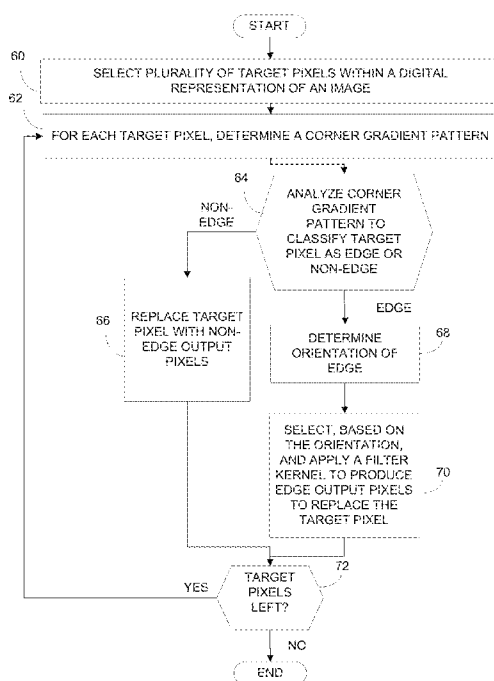 START
60
SELECT PLURALITY OF TARGET PIXELS WITHIN A DIGITAL
REPRESENTATION OF AN IMAGE
62
FOR EACH TARGET PIXEL, DETERMINE A CORNER GRADIENT PATTERN
64
ANALYZE CORNER
GRADIENT
PATTERN TO
CLASSIFY TARGET
PIXEL AS EDGE OR
NON-EDGE
NON-
EDGE
EDGE
66
REPLACE TARGET
PIXEL WITH NON-
EDGE OUTPUT
PIXELS
68
DETERMINE
ORIENTATION OF
EDGE
SELECT, BASED ON
THE ORIENTATION,
AND APPLY A FILTER
KERNEL TO PRODUCE
EDGE OUTPUT PIXELS
TO REPLACE THE
TARGET PIXEL
70
72
YES
TARGET
PIXELS
LEFT?
NO
END